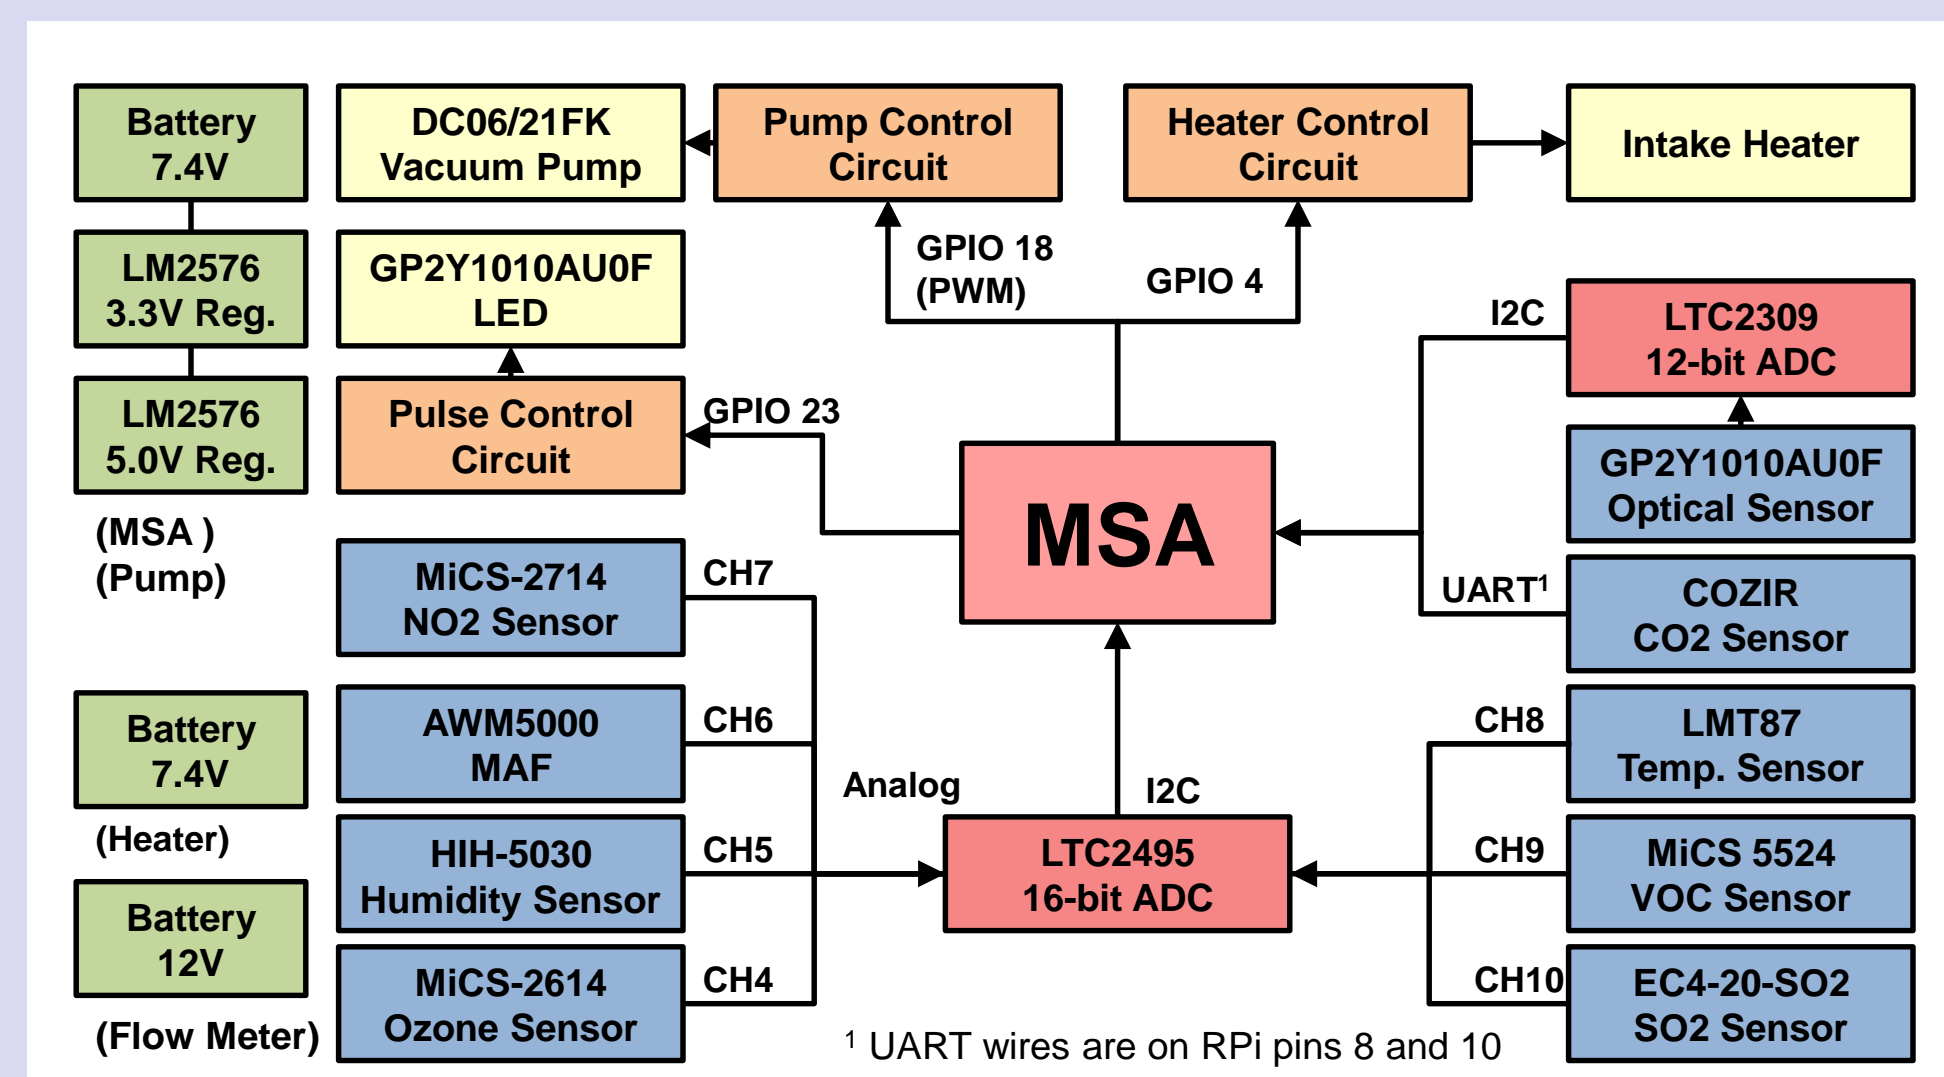 Battery
7.4V
DC06/21FK
Vacuum Pump
Pump Control
Circuit
Heater Control
Circuit
Intake Heater
LM2576
3.3V Reg.
GP2Y1010AU0F
LED
GPIO 18
(PWM)
GPIO 4
I2C
LTC2309
12-bit ADC
LM2576
5.0V Reg.
Pulse Control
Circuit
GPIO 23
MSA
GP2Y1010AU0F
Optical Sensor
(MSA )
(Pump)
MiCS-2714
NO2 Sensor
CH7
UART¹
COZIR
CO2 Sensor
Battery
7.4V
(Heater)
AWM5000
MAF
CH6
Analog
I2C
CH8
LMT87
Temp. Sensor
HIH-5030
Humidity Sensor
CH5
LTC2495
16-bit ADC
CH9
MiCS 5524
VOC Sensor
Battery
12V
(Flow Meter)
MiCS-2614
Ozone Sensor
CH4
CH10
EC4-20-SO2
SO2 Sensor
¹ UART wires are on RPi pins 8 and 10